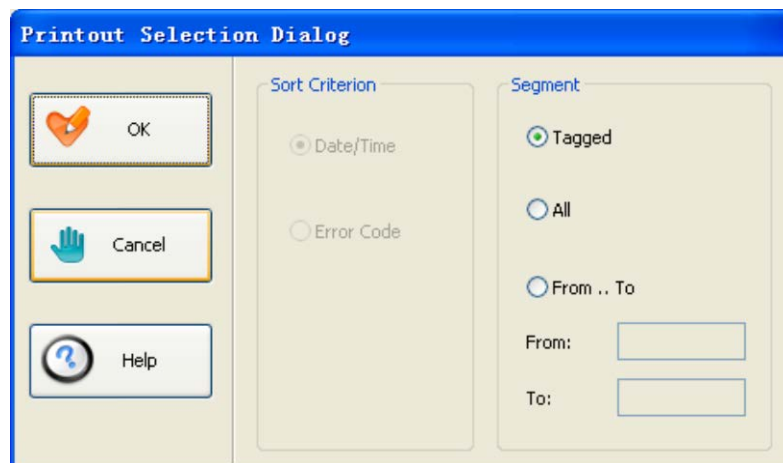 Printout Selection Dialog
OK
Cancel
Help
Sort Criterion
Date/Time
Error Code
Segment
Tagged
All
From .. To
From:
To: